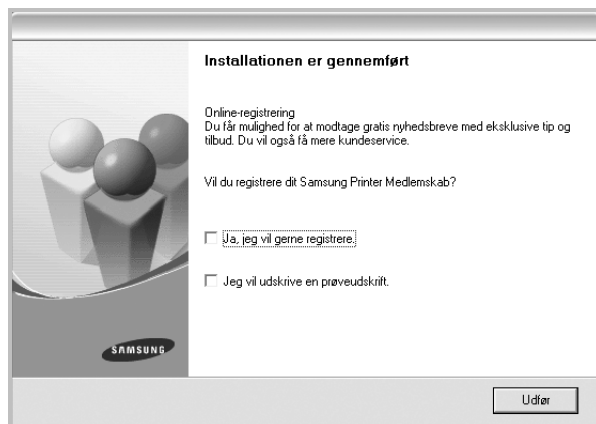 Installationen er gennemført
Online-registrering
Du får mulighed for at modtage gratis nyhedsbreve med eksklusive tip og
tilbud. Du vil også få mere kundeservice.
Vil du registrere dit Samsung Printer Medlemskab?
Ja, jeg vil gerne registrere.
Jeg vil udskrive en prøveudskrift.
SAMSUNG
Udfør